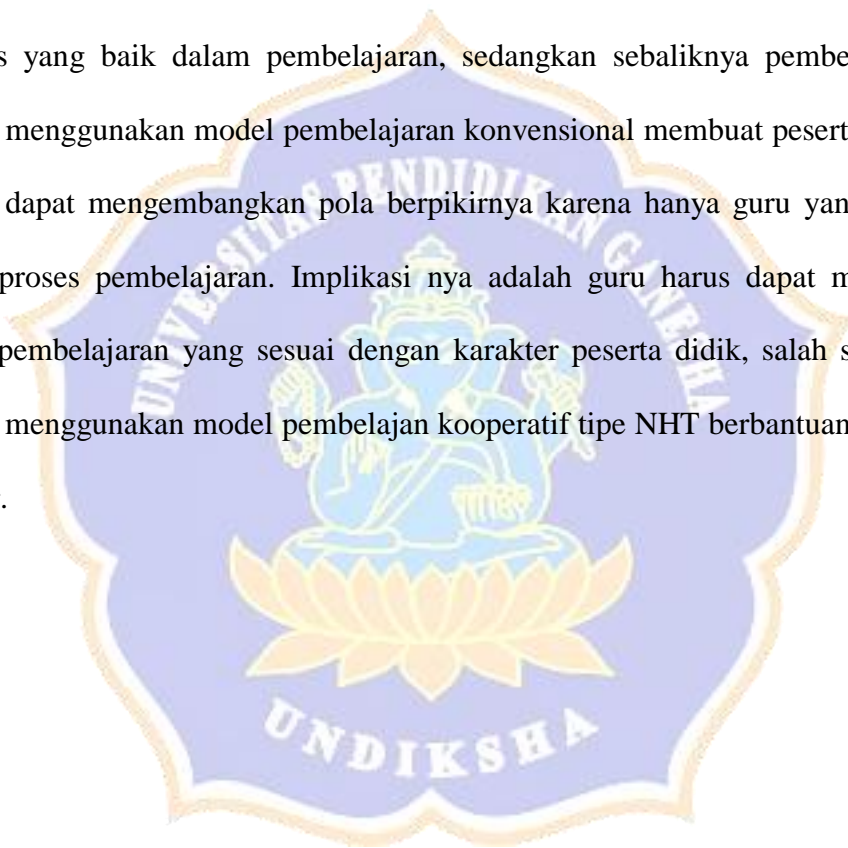 s yang baik dalam pembelajaran, sedangkan sebaliknya pembe
menggunakan model pembelajaran konvensional membuat pesert
dapat mengembangkan pola berpikirnya karena hanya guru yan
proses pembelajaran. Implikasi nya adalah guru harus dapat m
pembelajaran yang sesuai dengan karakter peserta didik, salah s
menggunakan model pembelajan kooperatif tipe NHT berbantuan
.
UNIVERSITAS PENDIDIKAN GANESHA
UNDIKSHA